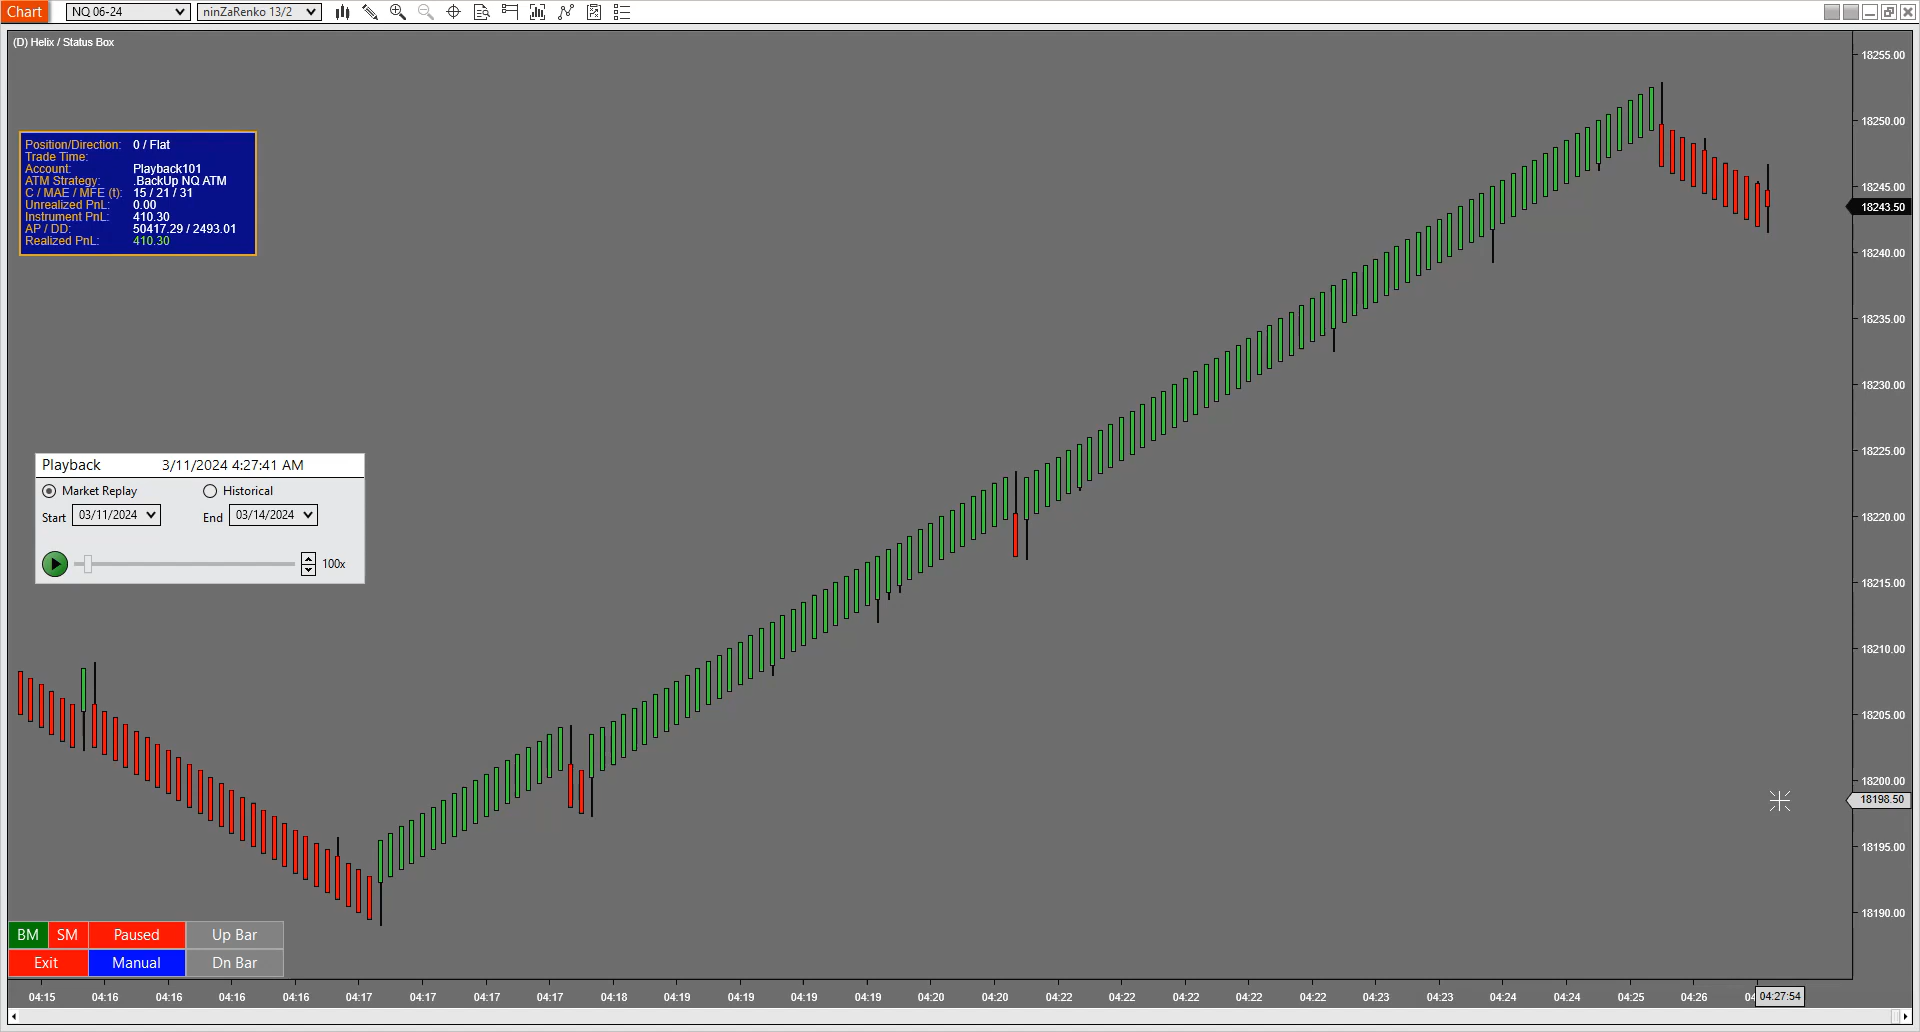 Chart NQ 06-24 ninZaRenko 13/2
(D) Helix / Status Box
Position/Direction: 0 / Flat
Trade Time:
Account: Playback101
ATM Strategy: .BackUp NQ ATM
C / MAE / MFE (t): 15 / 21 / 31
Unrealized PnL: 0.00
Instrument PnL: 410.30
AP / DD: 50417.29 / 2493.01
Realized PnL: 410.30
Playback 3/11/2024 4:27:41 AM
Market Replay Historical
Start 03/11/2024 End 03/14/2024
100x
18255.00
18250.00
18245.00
18243.50
18240.00
18235.00
18230.00
18225.00
18220.00
18215.00
18210.00
18205.00
18200.00
18198.50
18195.00
18190.00
BM SM Paused Up Bar
Exit Manual Dn Bar
04:15 04:16 04:16 04:16 04:16 04:17 04:17 04:17 04:17 04:18 04:19 04:19 04:19 04:19 04:20 04:20 04:22 04:22 04:22 04:22 04:22 04:23 04:23 04:24 04:24 04:25 04:26 04:27:54